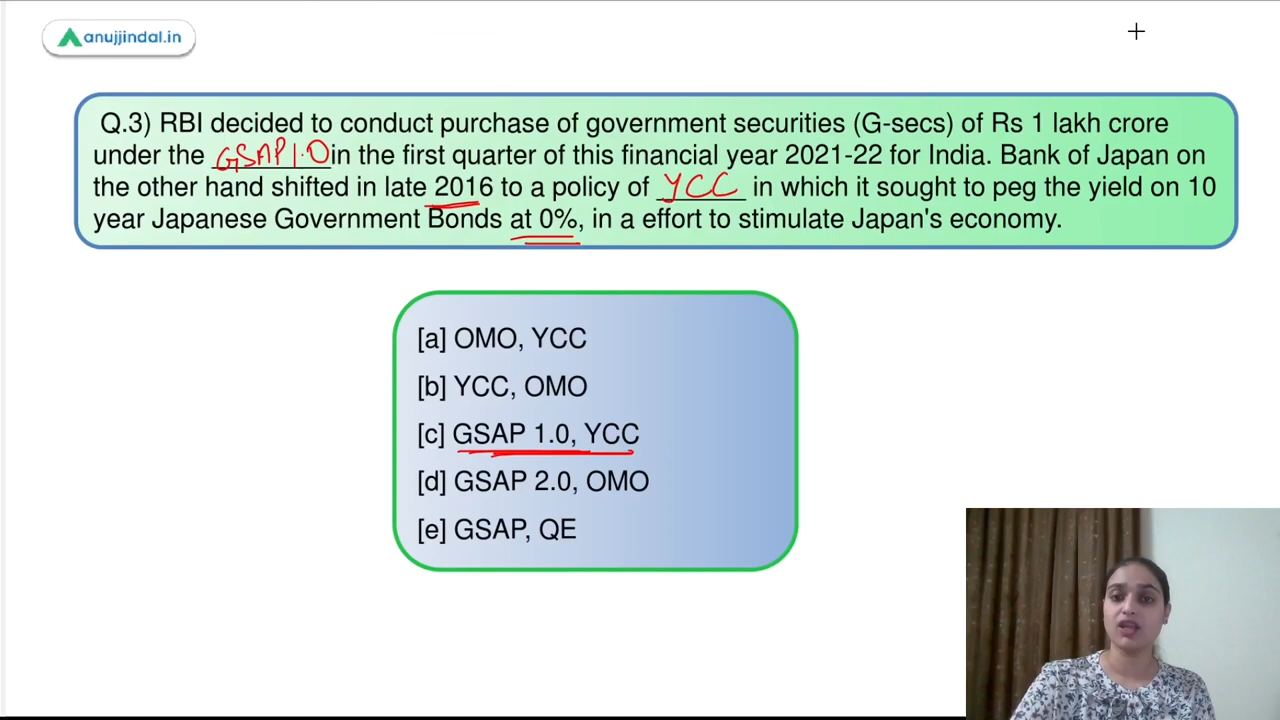 anujjindal.in
Q.3) RBI decided to conduct purchase of government securities (G-secs) of Rs 1 lakh crore
under the GSAP 1.0 in the first quarter of this financial year 2021-22 for India. Bank of Japan on
the other hand shifted in late 2016 to a policy of YCC in which it sought to peg the yield on 10
year Japanese Government Bonds at 0%, in a effort to stimulate Japan's economy.
[a] OMO, YCC
[b] YCC, OMO
[c] GSAP 1.0, YCC
[d] GSAP 2.0, OMO
[e] GSAP, QE